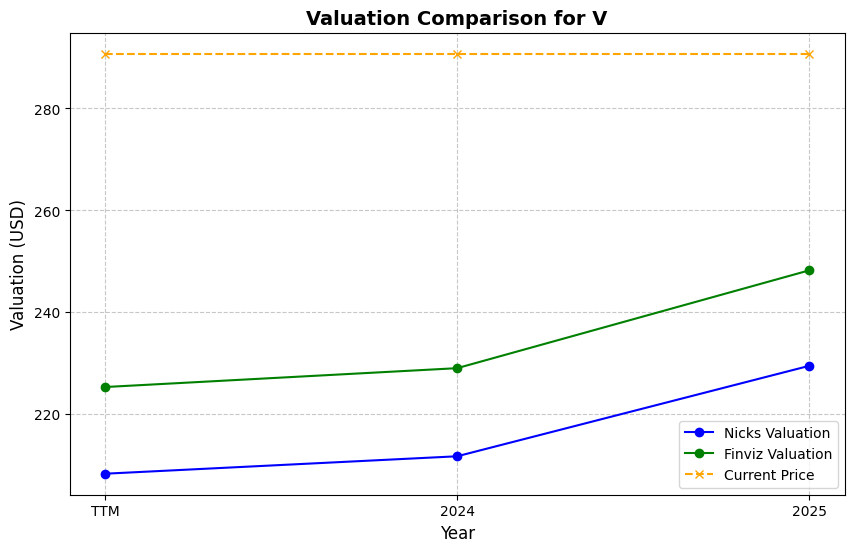 Valuation Comparison for V
Valuation (USD)
280
260
240
220
TTM
2024
2025
Year
Nicks Valuation
Finviz Valuation
Current Price